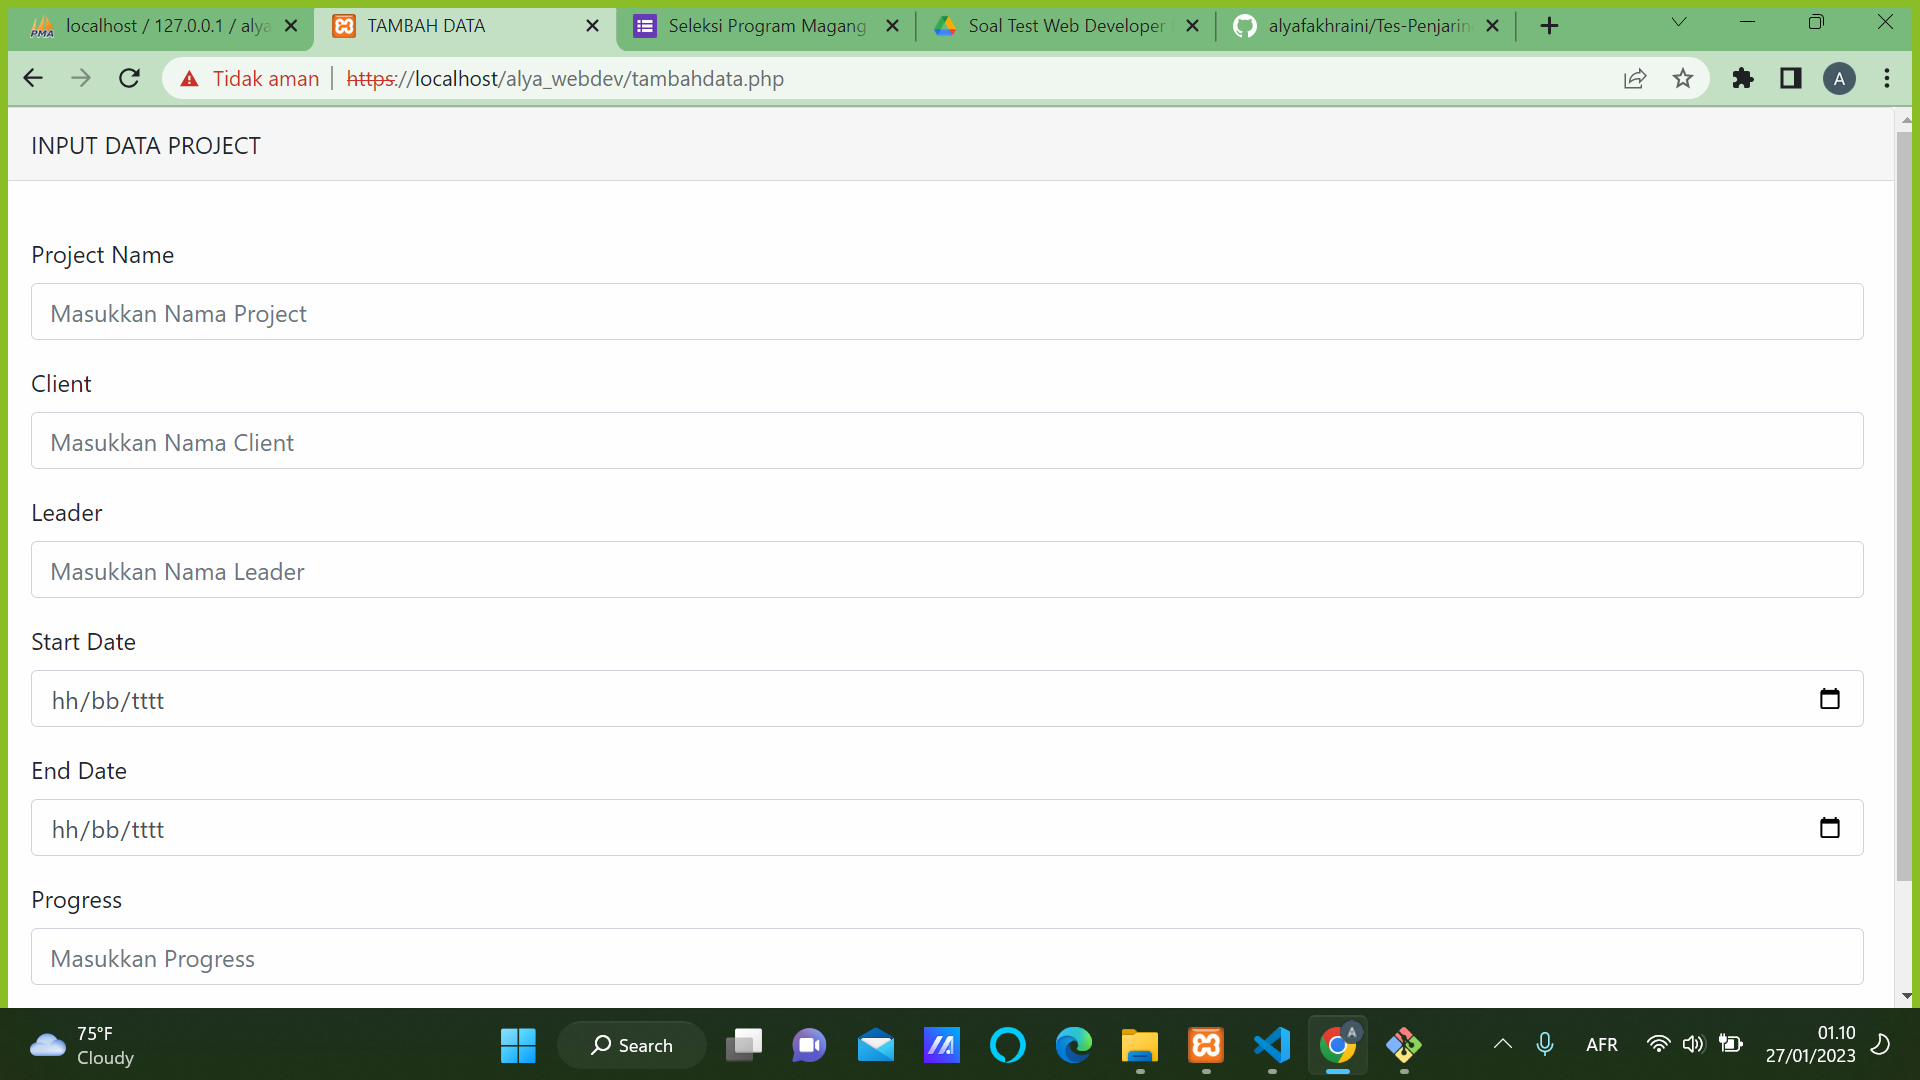 localhost / 127.0.0.1 / alya
TAMBAH DATA
Seleksi Program Magang
Soal Test Web Developer
alyafakhraini/Tes-Penjarin
Tidak aman
https://localhost/alya_webdev/tambahdata.php
A
INPUT DATA PROJECT
Project Name
Masukkan Nama Project
Client
Masukkan Nama Client
Leader
Masukkan Nama Leader
Start Date
hh/bb/tttt
End Date
hh/bb/tttt
Progress
Masukkan Progress
75°F
Cloudy
Search
A
AFR
01.10
27/01/2023